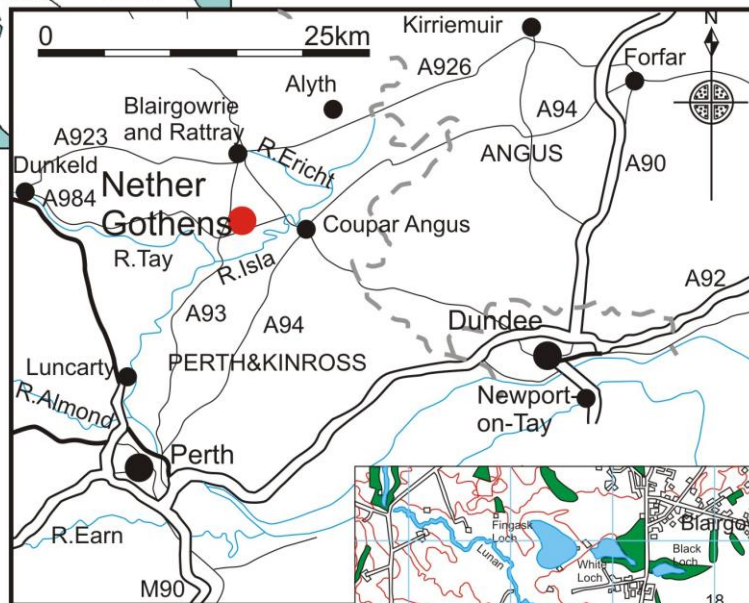 0 25km
N
Kirriemuir
Forfar
A926
Alyth
A94
Blairgowrie
and Rattray
A923
R.Ericht
ANGUS
A90
Dunkeld
A984
Nether
Gothens
Coupar Angus
R.Tay
R.Isla
A92
A93
A94
Dundee
PERTH&KINROSS
Luncarty
R.Almond
Newport-
on-Tay
Perth
R.Earn
M90
Fingask
Loch
Blairgo
Lunan
White
Loch
Black
Loch
18